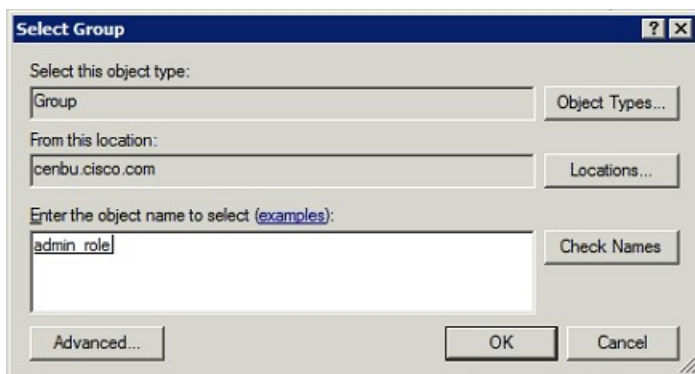 Select Group
? X
Select this object type:
Group
Object Types...
From this location:
cenbu.cisco.com
Locations...
Enter the object name to select (examples):
admin_role
Check Names
Advanced...
OK
Cancel